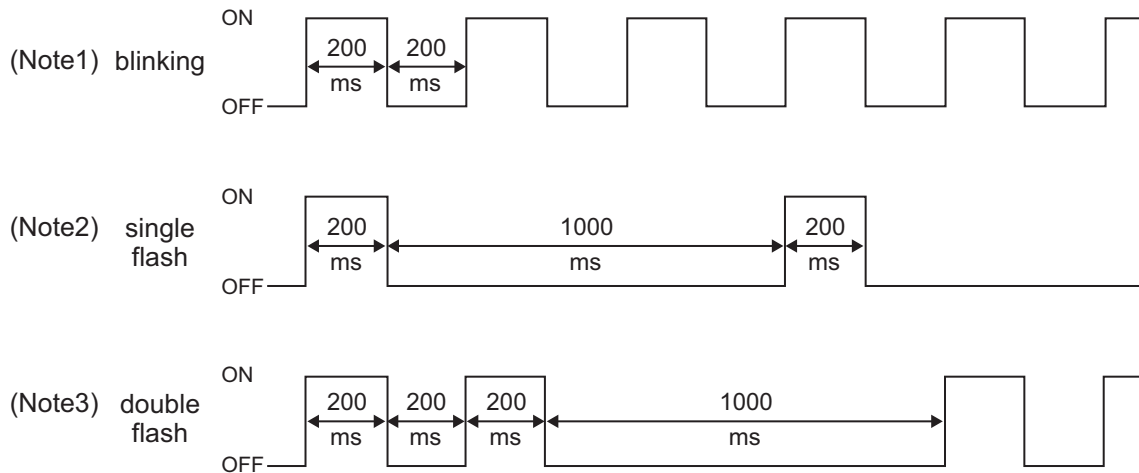 ON
(Note1) blinking
200
ms
200
ms
OFF
ON
(Note2) single
flash
200
ms
1000
ms
200
ms
OFF
ON
(Note3) double
flash
200
ms
200
ms
200
ms
1000
ms
OFF